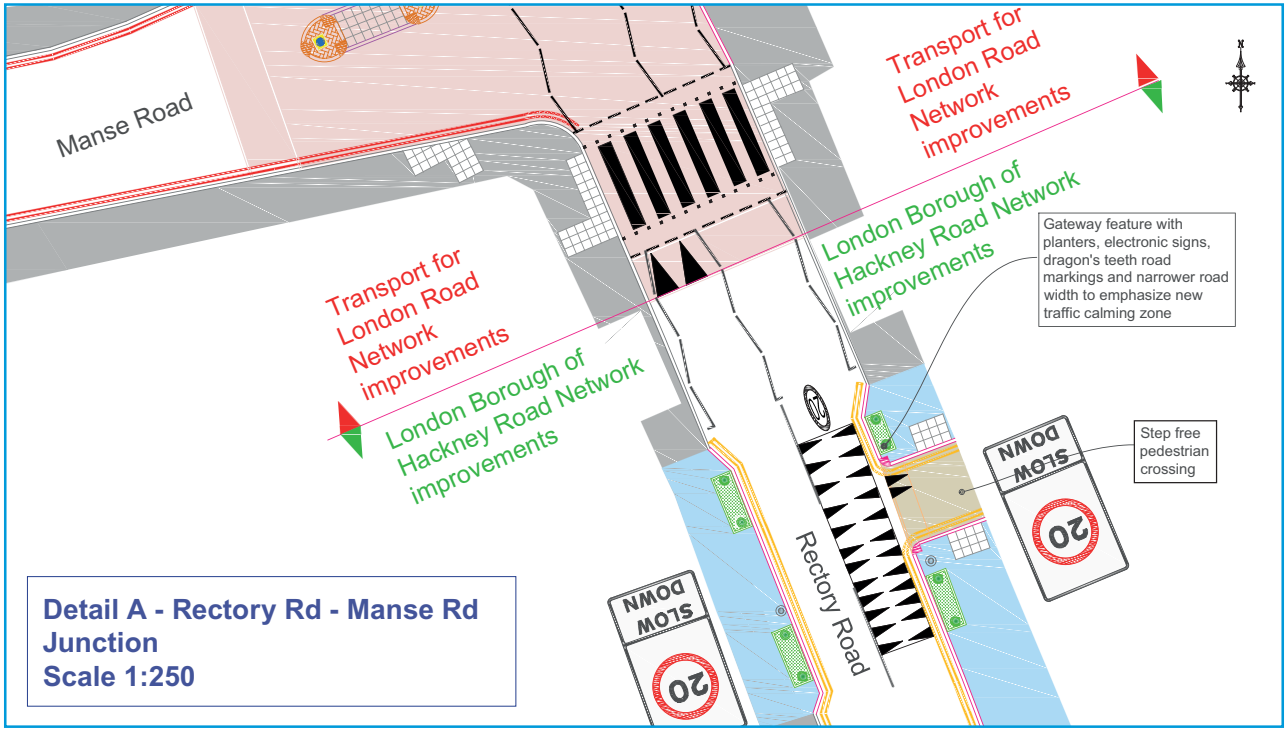 Manse Road
Transport for
London Road
Network
improvements
N
London Borough of
Hackney Road Network
improvements
Gateway feature with
planters, electronic signs,
dragon's teeth road
markings and narrower road
width to emphasize new
traffic calming zone
Transport for
London Road
Network
improvements
London Borough of
Hackney Road Network
improvements
20
Step free
pedestrian
crossing
SLOW
DOWN
20
Rectory Road
SLOW
DOWN
20
Detail A - Rectory Rd - Manse Rd
Junction
Scale 1:250